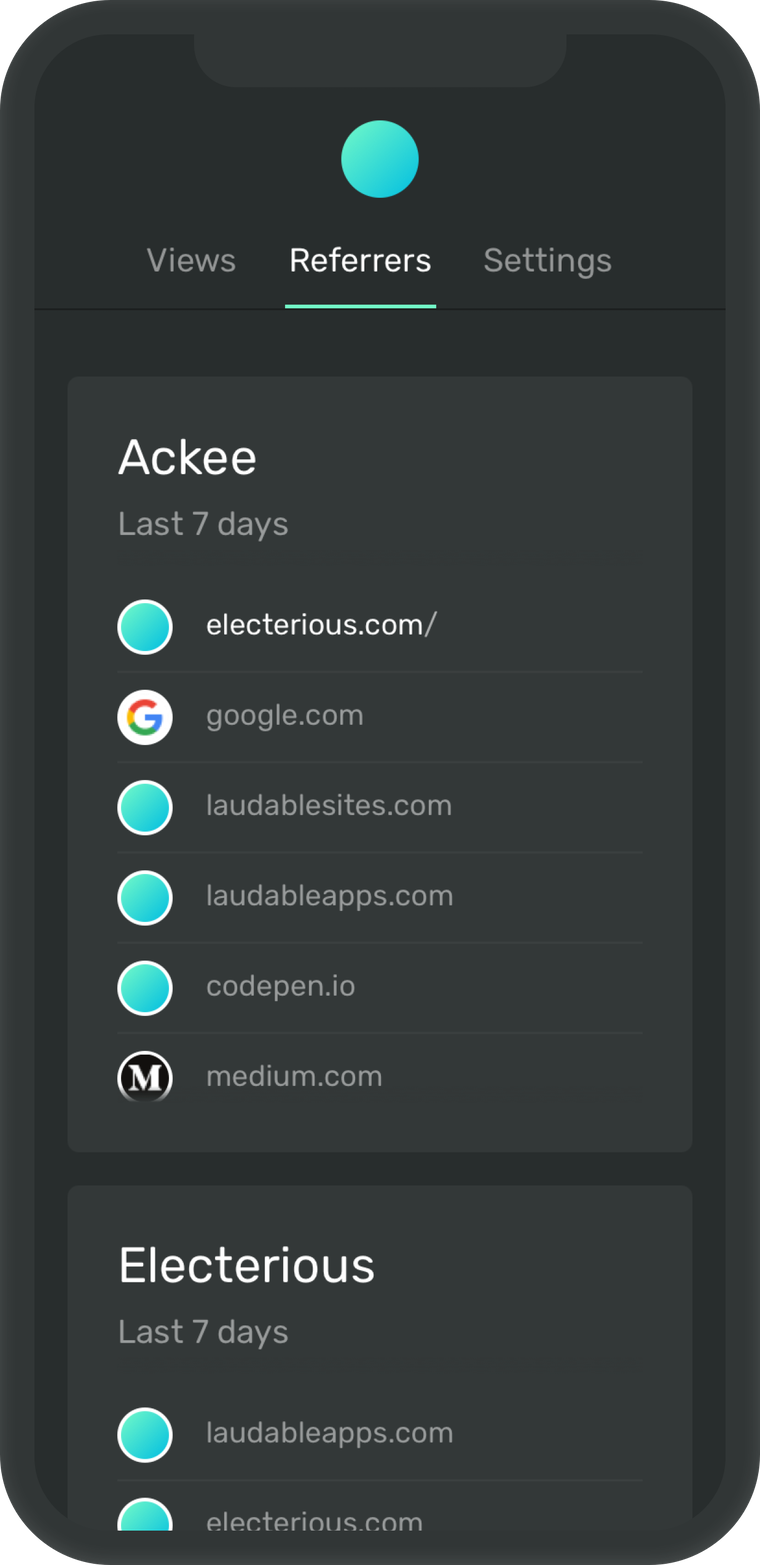 Views Referrers Settings
Ackee
Last 7 days
electerious.com/
google.com
laudablesites.com
laudableapps.com
codepen.io
M medium.com
Electerious
Last 7 days
laudableapps.com
electerious.com